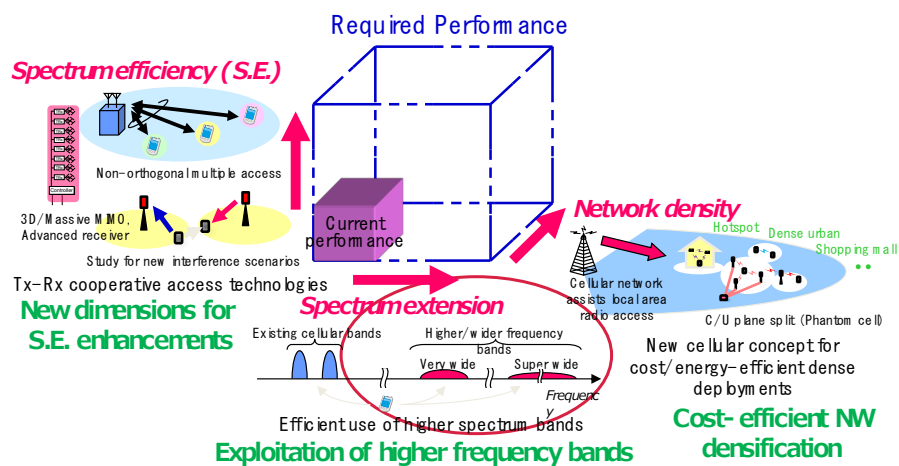 Required Performance
Spectrum efficiency (S.E.)
Controller
Non-orthogonal multiple access
3D/Massive MIMO,
Advanced receiver
Study for new interference scenarios
Tx-Rx cooperative access technologies
New dimensions for
S.E. enhancements
Current
performance
Network density
Hotspot
Dense urban
Shopping mall
Cellular network
assists local area
radio access
C/U plane split (Phantom cell)
New cellular concept for
cost/energy-efficient dense
deployments
Cost-efficient NW
densification
Spectrum extension
Existing cellular bands
Higher/wider frequency
bands
Very wide
Super wide
Frequenc
y
Efficient use of higher spectrum bands
Exploitation of higher frequency bands